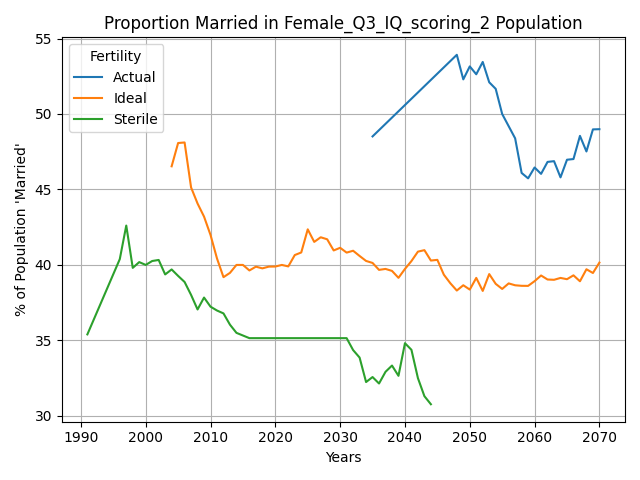 Proportion Married in Female_Q3_IQ_scoring_2 Population
Fertility
Actual
Ideal
Sterile
% of Population 'Married'
55
50
45
40
35
30
1990
2000
2010
2020
2030
2040
2050
2060
2070
Years